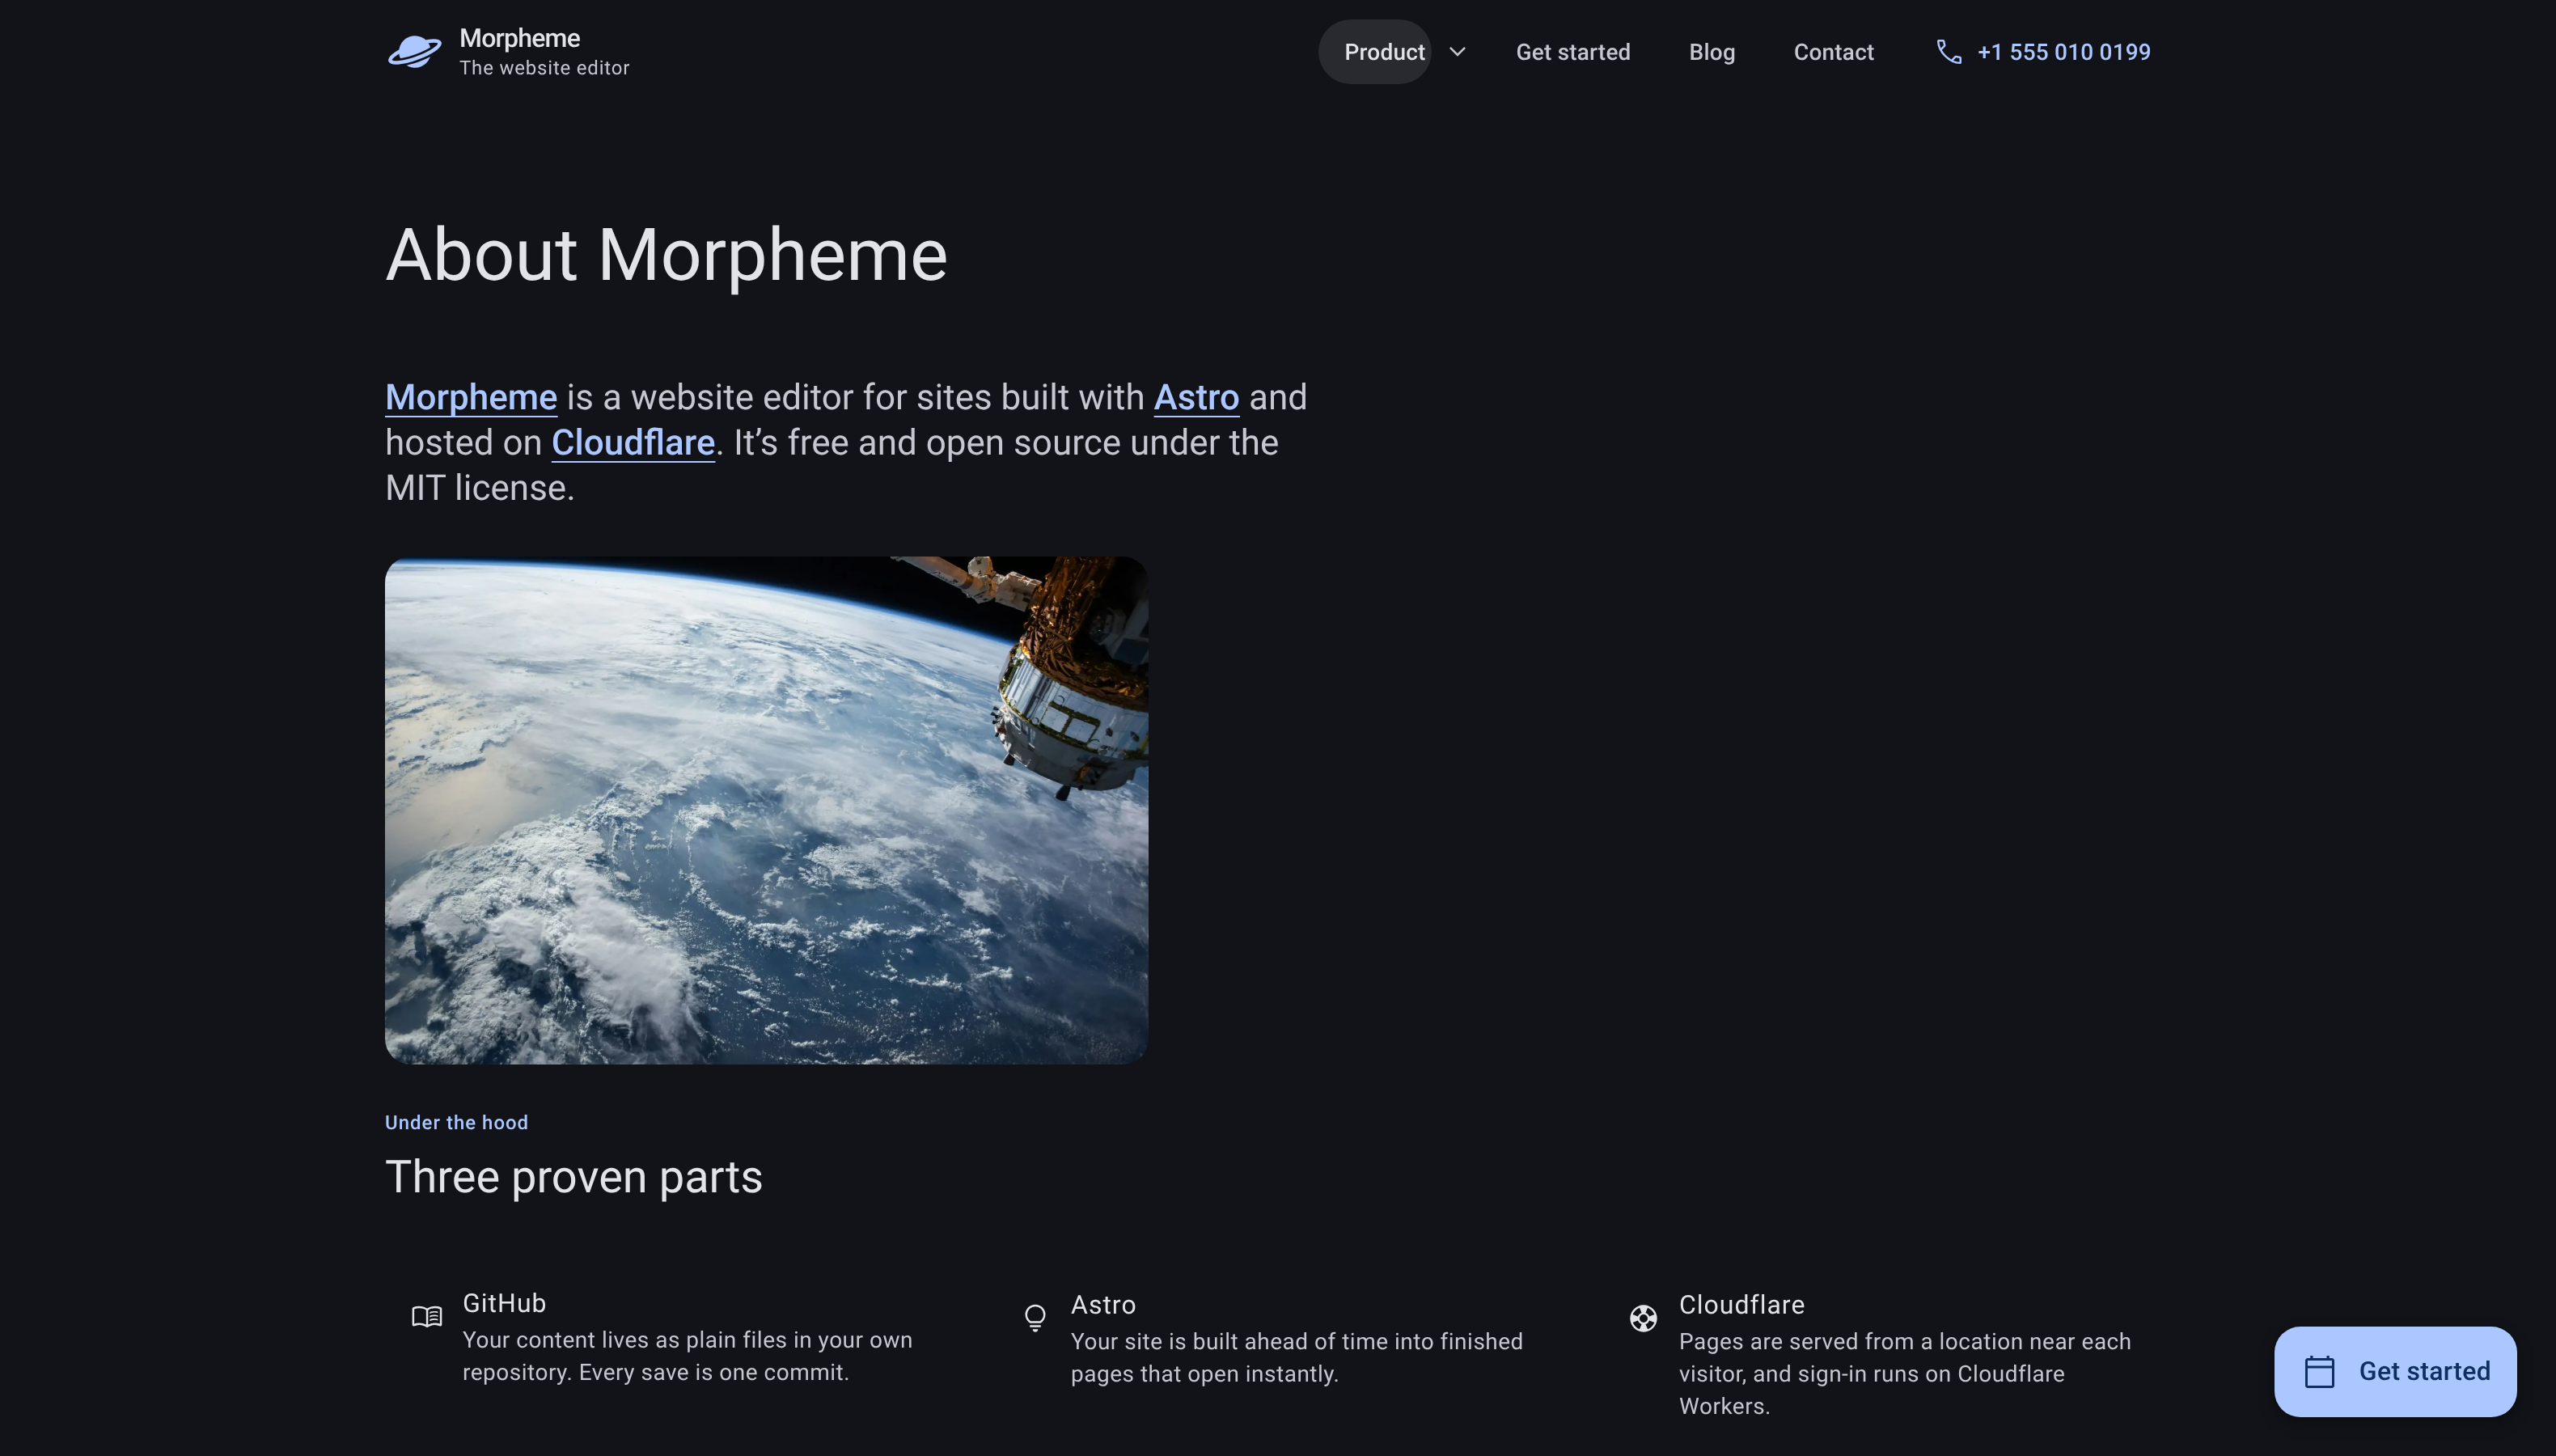 Morpheme
The website editor
Product
Get started
Blog
Contact
+1 555 010 0199
About Morpheme
Morpheme is a website editor for sites built with Astro and
hosted on Cloudflare. It’s free and open source under the
MIT license.
Under the hood
Three proven parts
GitHub
Your content lives as plain files in your own
repository. Every save is one commit.
Astro
Your site is built ahead of time into finished
pages that open instantly.
Cloudflare
Pages are served from a location near each
visitor, and sign-in runs on Cloudflare
Workers.
Get started